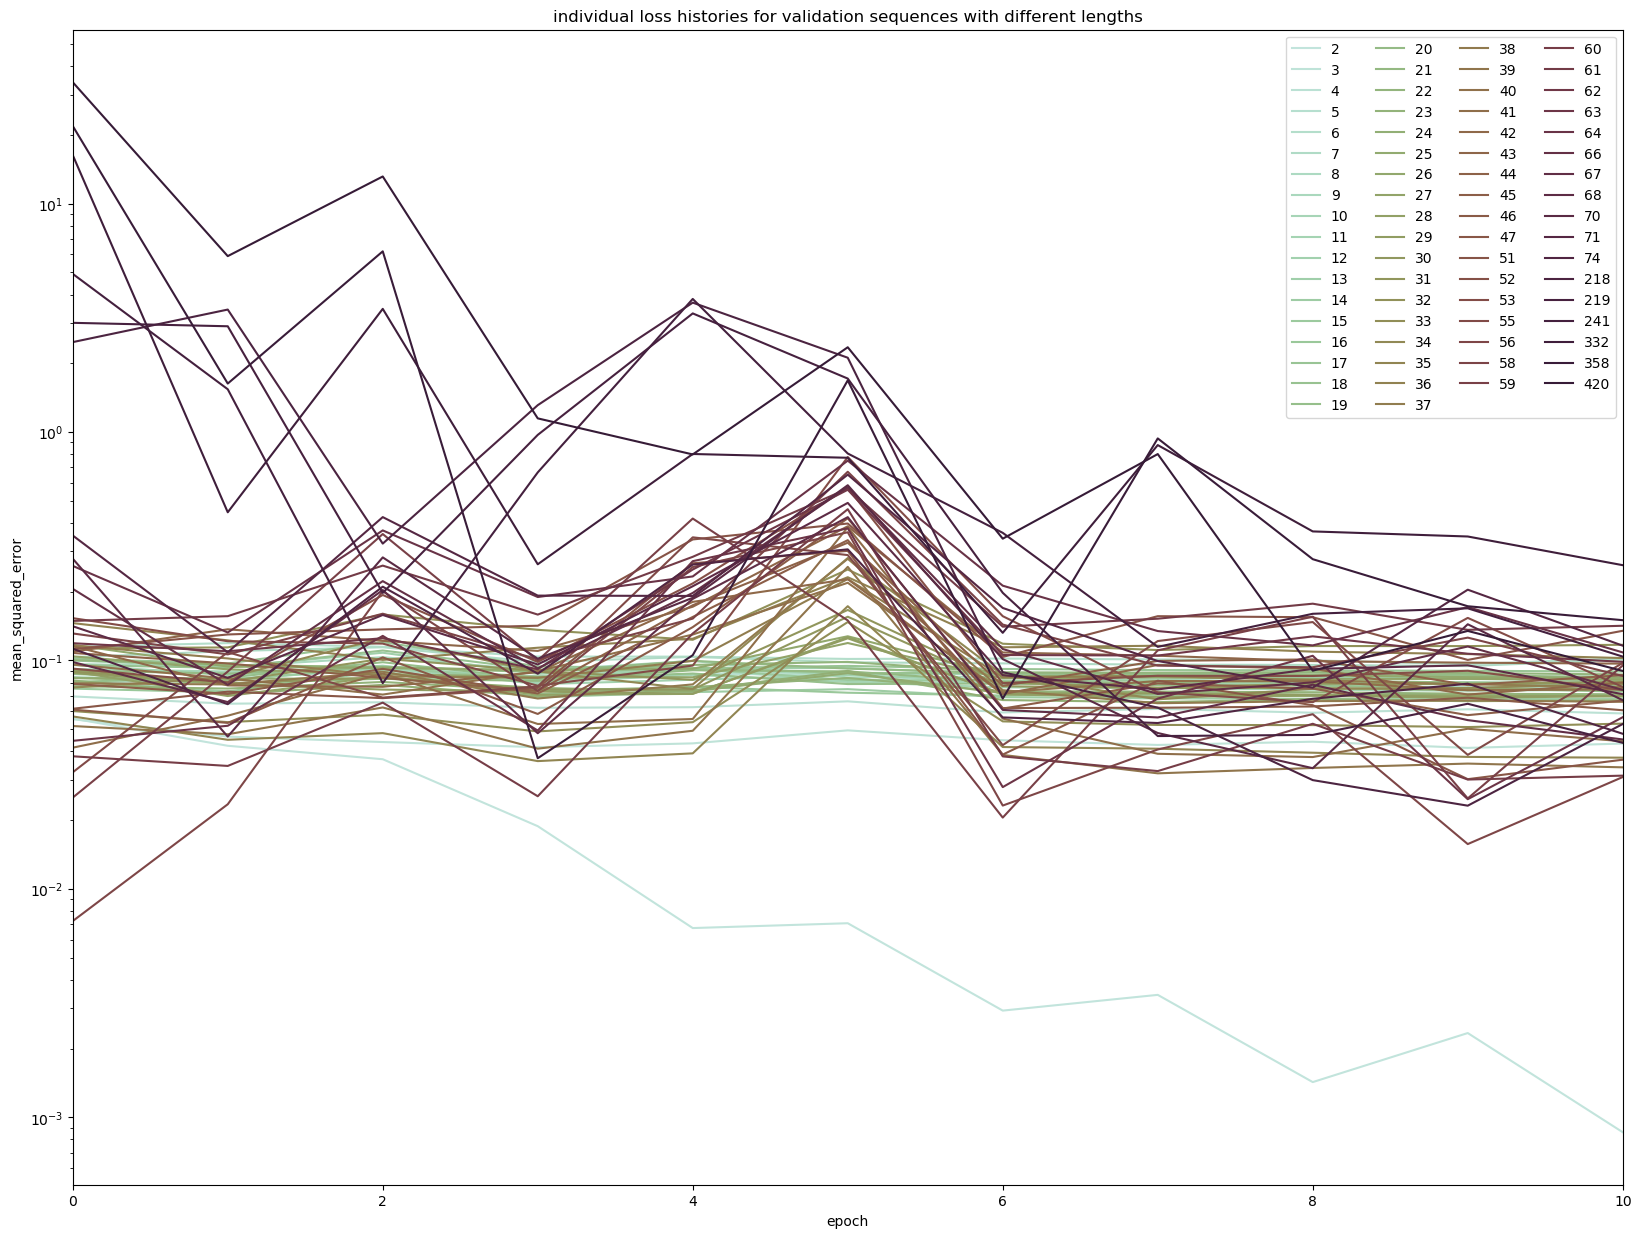 individual loss histories for validation sequences with different lengths
2 20 38 60
3 21 39 61
4 22 40 62
5 23 41 63
6 24 42 64
7 25 43 66
8 26 44 67
9 27 45 68
10 28 46 70
11 29 47 71
12 30 51 74
13 31 52 218
14 32 53 219
15 33 55 241
16 34 56 332
17 35 58 358
18 36 59 420
19 37
10¹
10⁰
10⁻¹
10⁻²
10⁻³
mean_squared_error
0 2 4 6 8 10
epoch